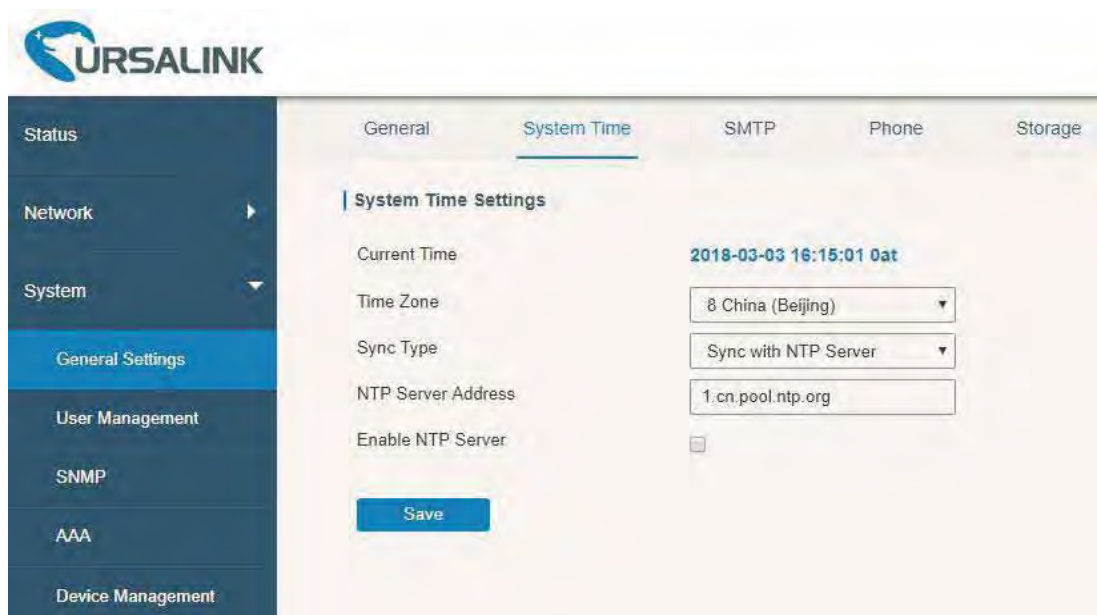 URSALINK
Status
Network
System
General Settings
User Management
SNMP
AAA
Device Management
General System Time SMTP Phone Storage
System Time Settings
Current Time 2018-03-03 16:15:01 0at
Time Zone 8 China (Beijing)
Sync Type Sync with NTP Server
NTP Server Address 1.cn.pool.ntp.org
Enable NTP Server
Save